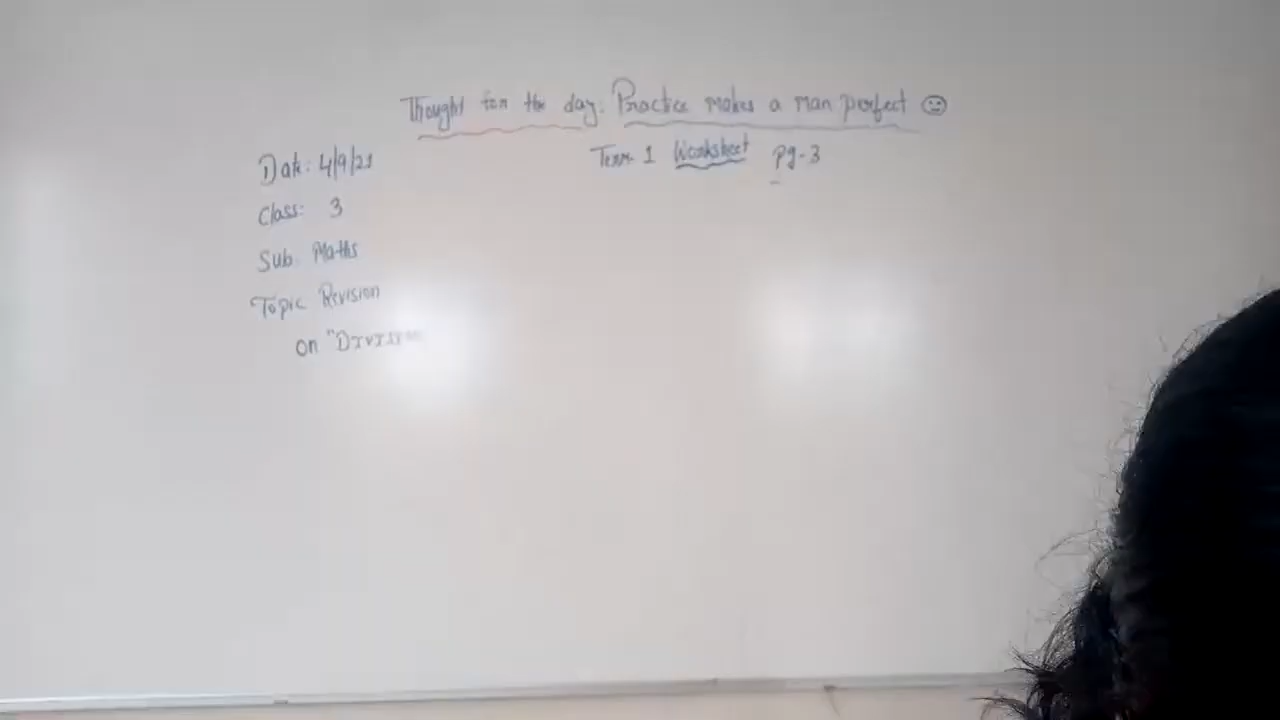 Thought for the day: Practice makes a man perfect ☺
Term 1 Worksheet pg-3
Date: 4/9/21
Class: 3
Sub: Maths
Topic Revision
on "DIVISION